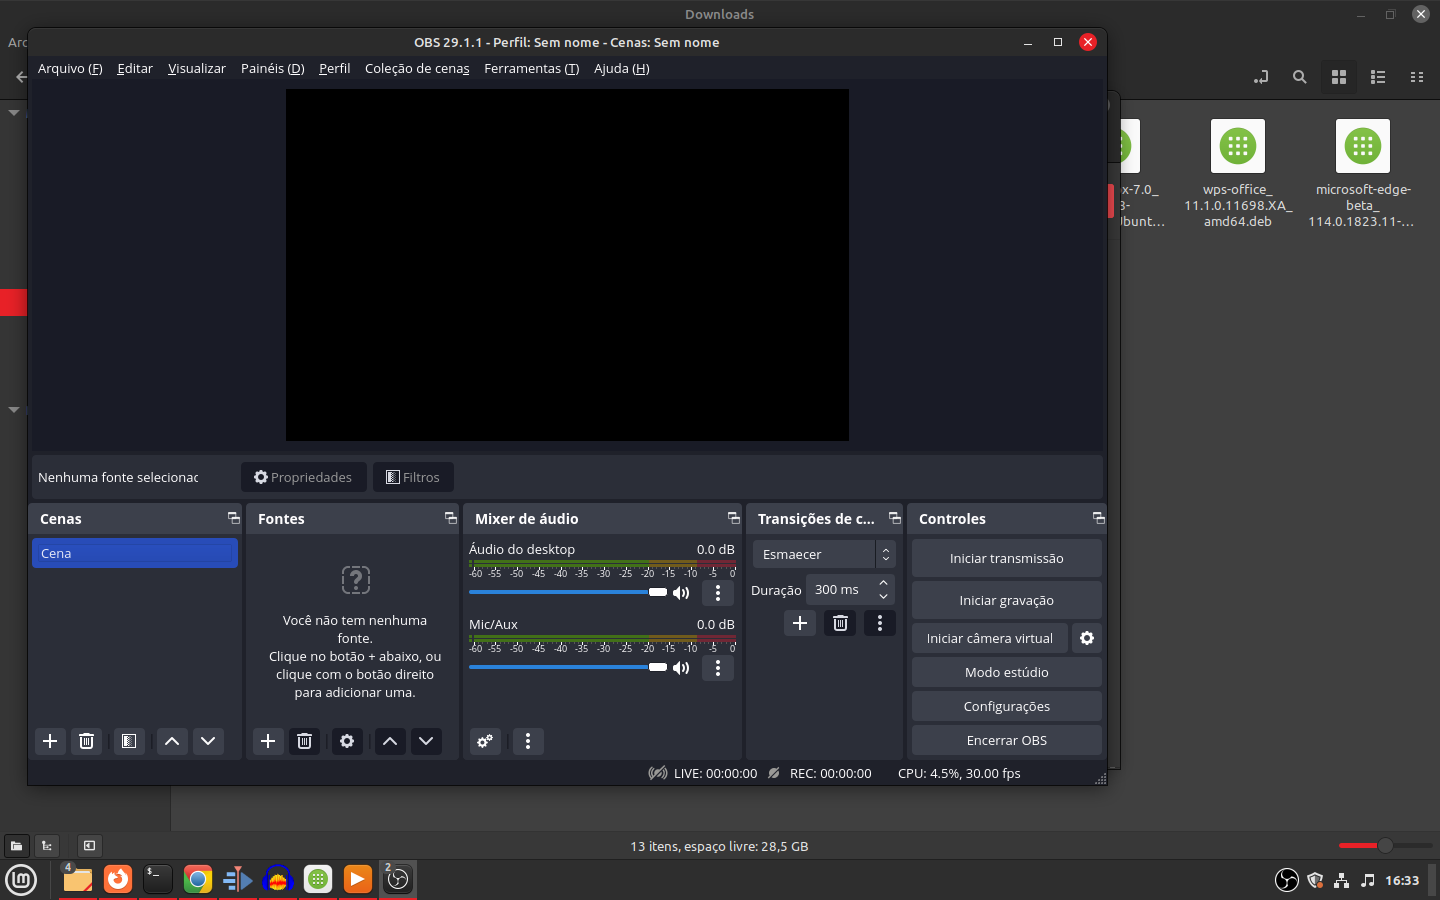 Downloads
Arq
OBS 29.1.1 - Perfil: Sem nome - Cenas: Sem nome
Arquivo (F) Editar Visualizar Painéis (D) Perfil Coleção de cenas Ferramentas (T) Ajuda (H)
x-7.0_
wps-office_
11.1.0.11698.XA_
amd64.deb
microsoft-edge-
beta_
114.0.1823.11-...
Nenhuma fonte selecionac
Propriedades
Filtros
Cenas
Cena
Fontes
Você não tem nenhuma
fonte.
Clique no botão + abaixo, ou
clique com o botão direito
para adicionar uma.
Mixer de áudio
Áudio do desktop 0.0 dB
-60 -55 -50 -45 -40 -35 -30 -25 -20 -15 -10 -5 0
Mic/Aux 0.0 dB
-60 -55 -50 -45 -40 -35 -30 -25 -20 -15 -10 -5 0
Transições de c...
Esmaecer
Duração 300 ms
Controles
Iniciar transmissão
Iniciar gravação
Iniciar câmera virtual
Modo estúdio
Configurações
Encerrar OBS
LIVE: 00:00:00 REC: 00:00:00 CPU: 4.5%, 30.00 fps
13 itens, espaço livre: 28,5 GB
4
$_
2
16:33